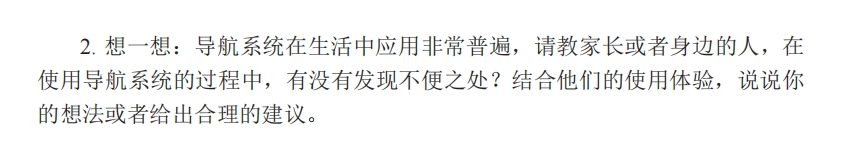 2. 想一想：导航系统在生活中应用非常普遍，请教家长或者身边的人，在
使用导航系统的过程中，有没有发现不便之处？结合他们的使用体验，说说你
的想法或者给出合理的建议。